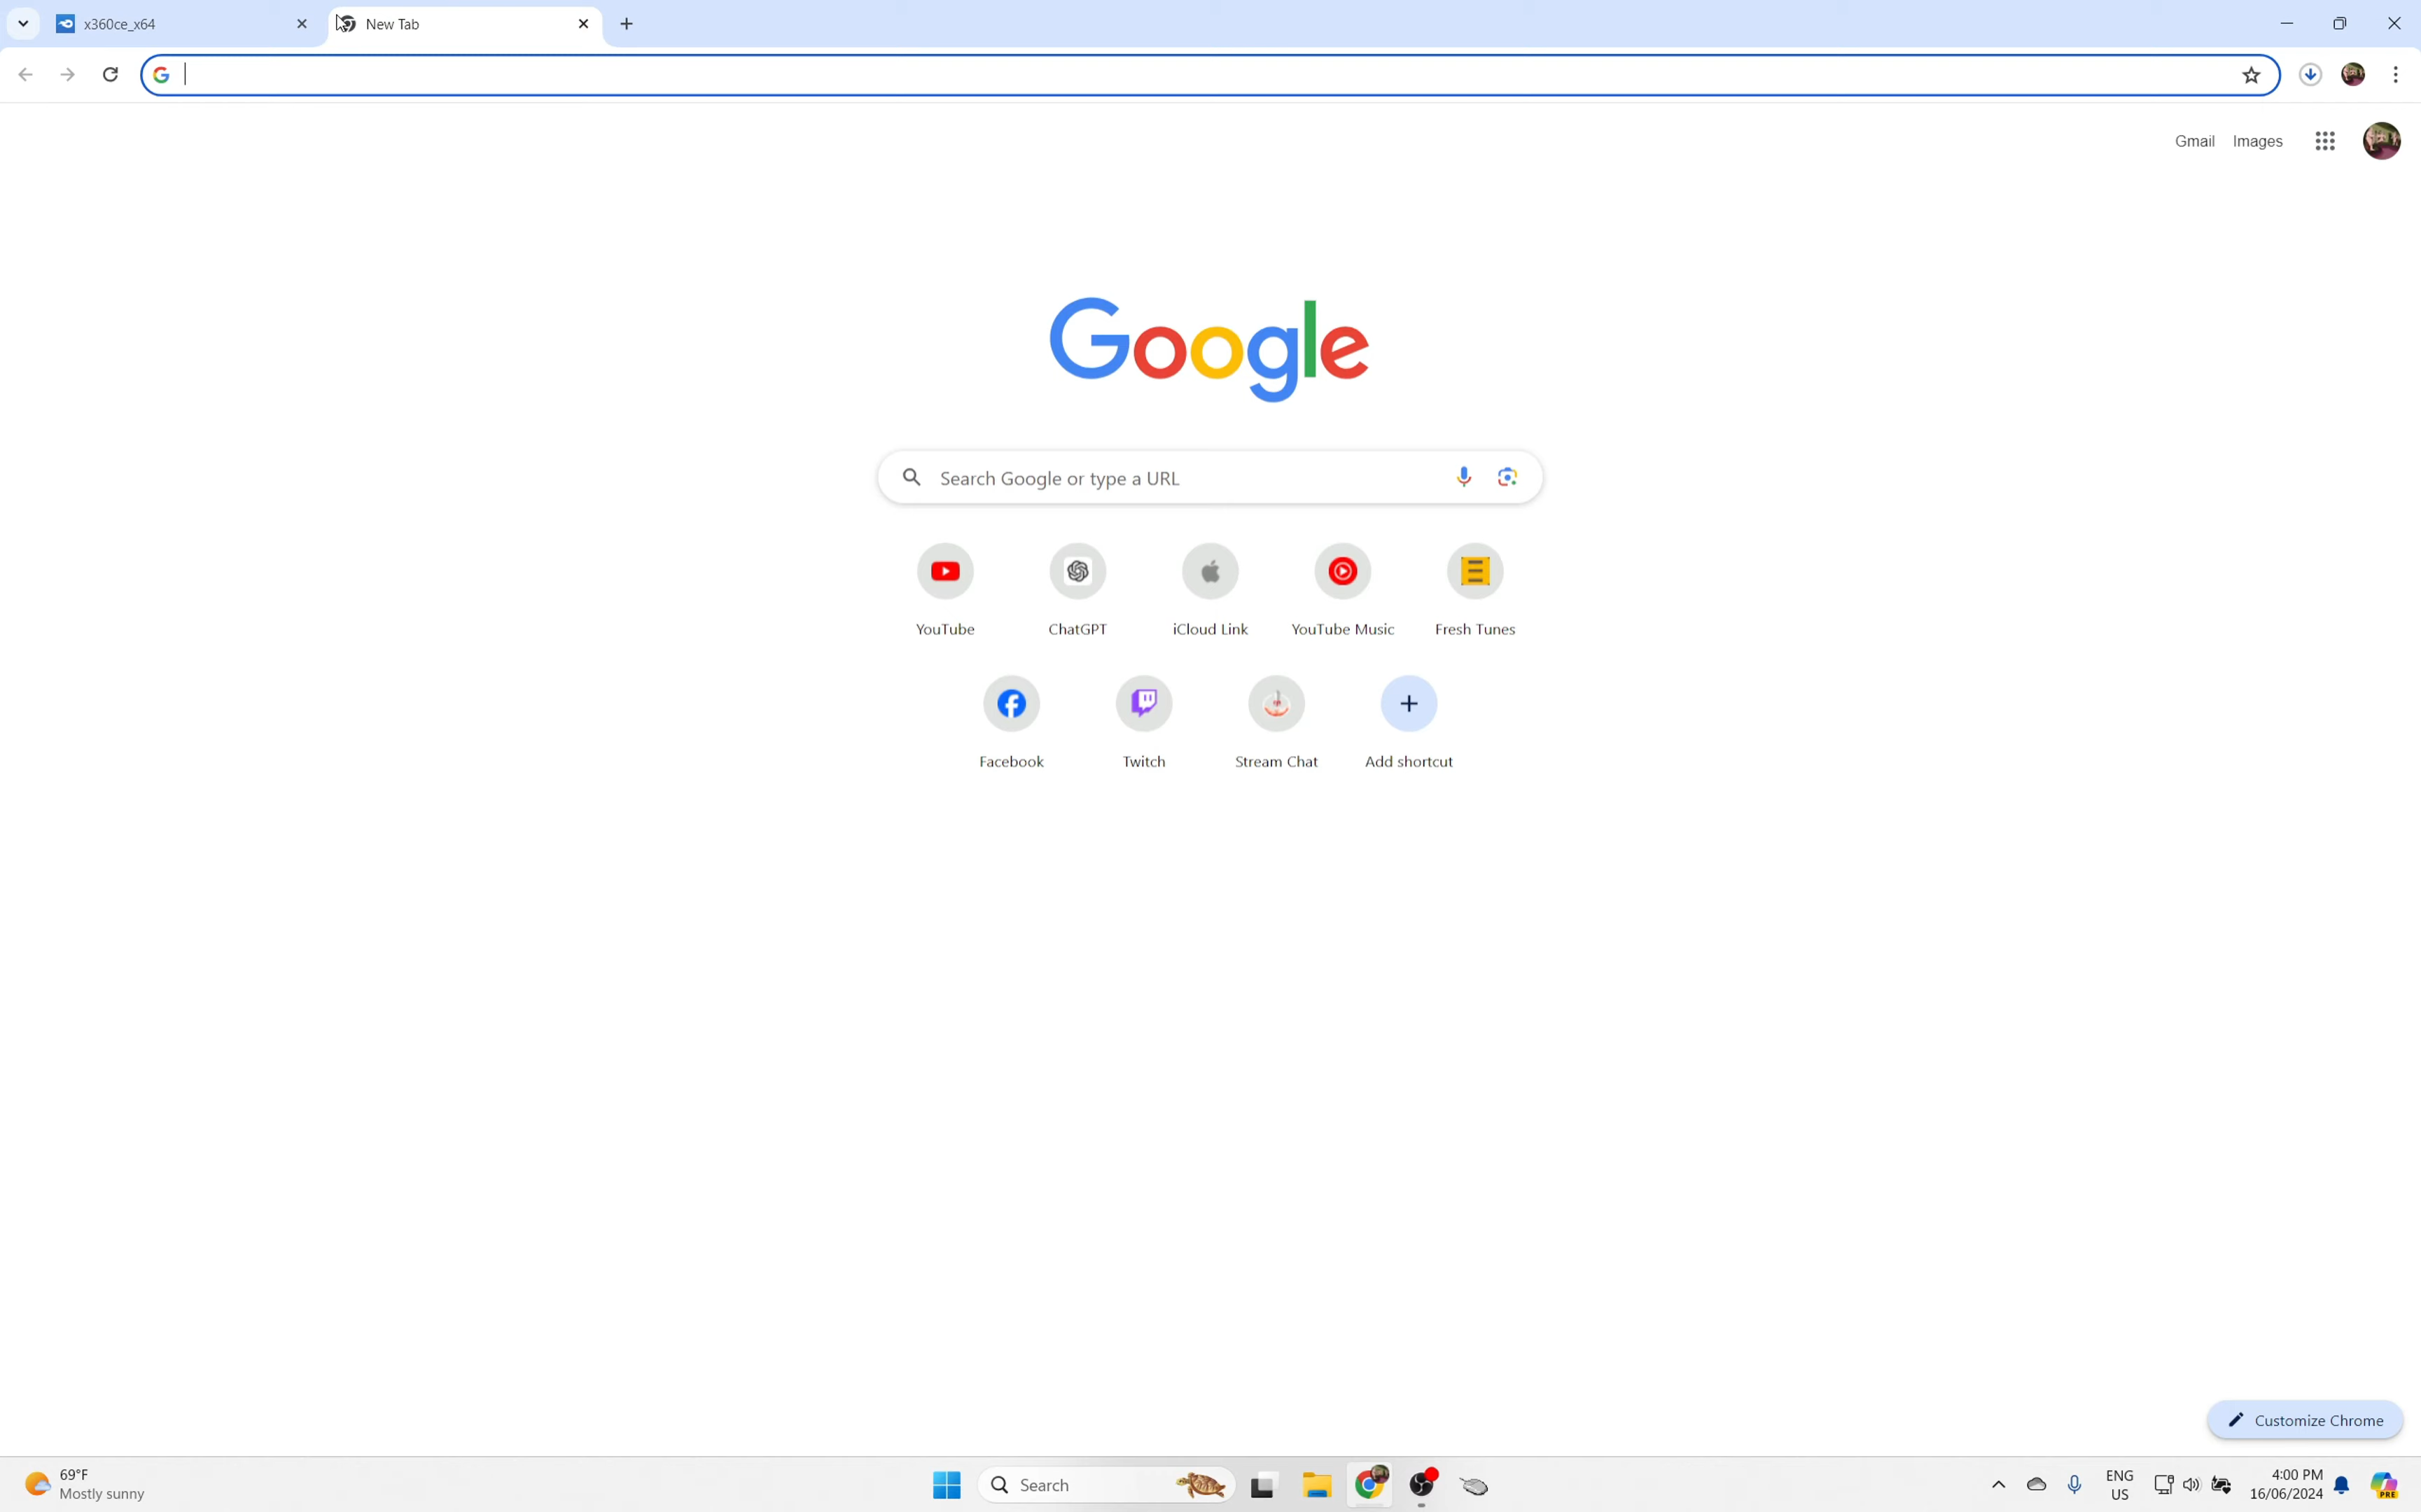 x360ce_x64
New Tab
Gmail Images
Google
Search Google or type a URL
YouTube ChatGPT iCloud Link YouTube Music Fresh Tunes
Facebook Twitch Stream Chat Add shortcut
Customize Chrome
69°F
Mostly sunny
Search
ENG
US
4:00 PM
16/06/2024
PRE